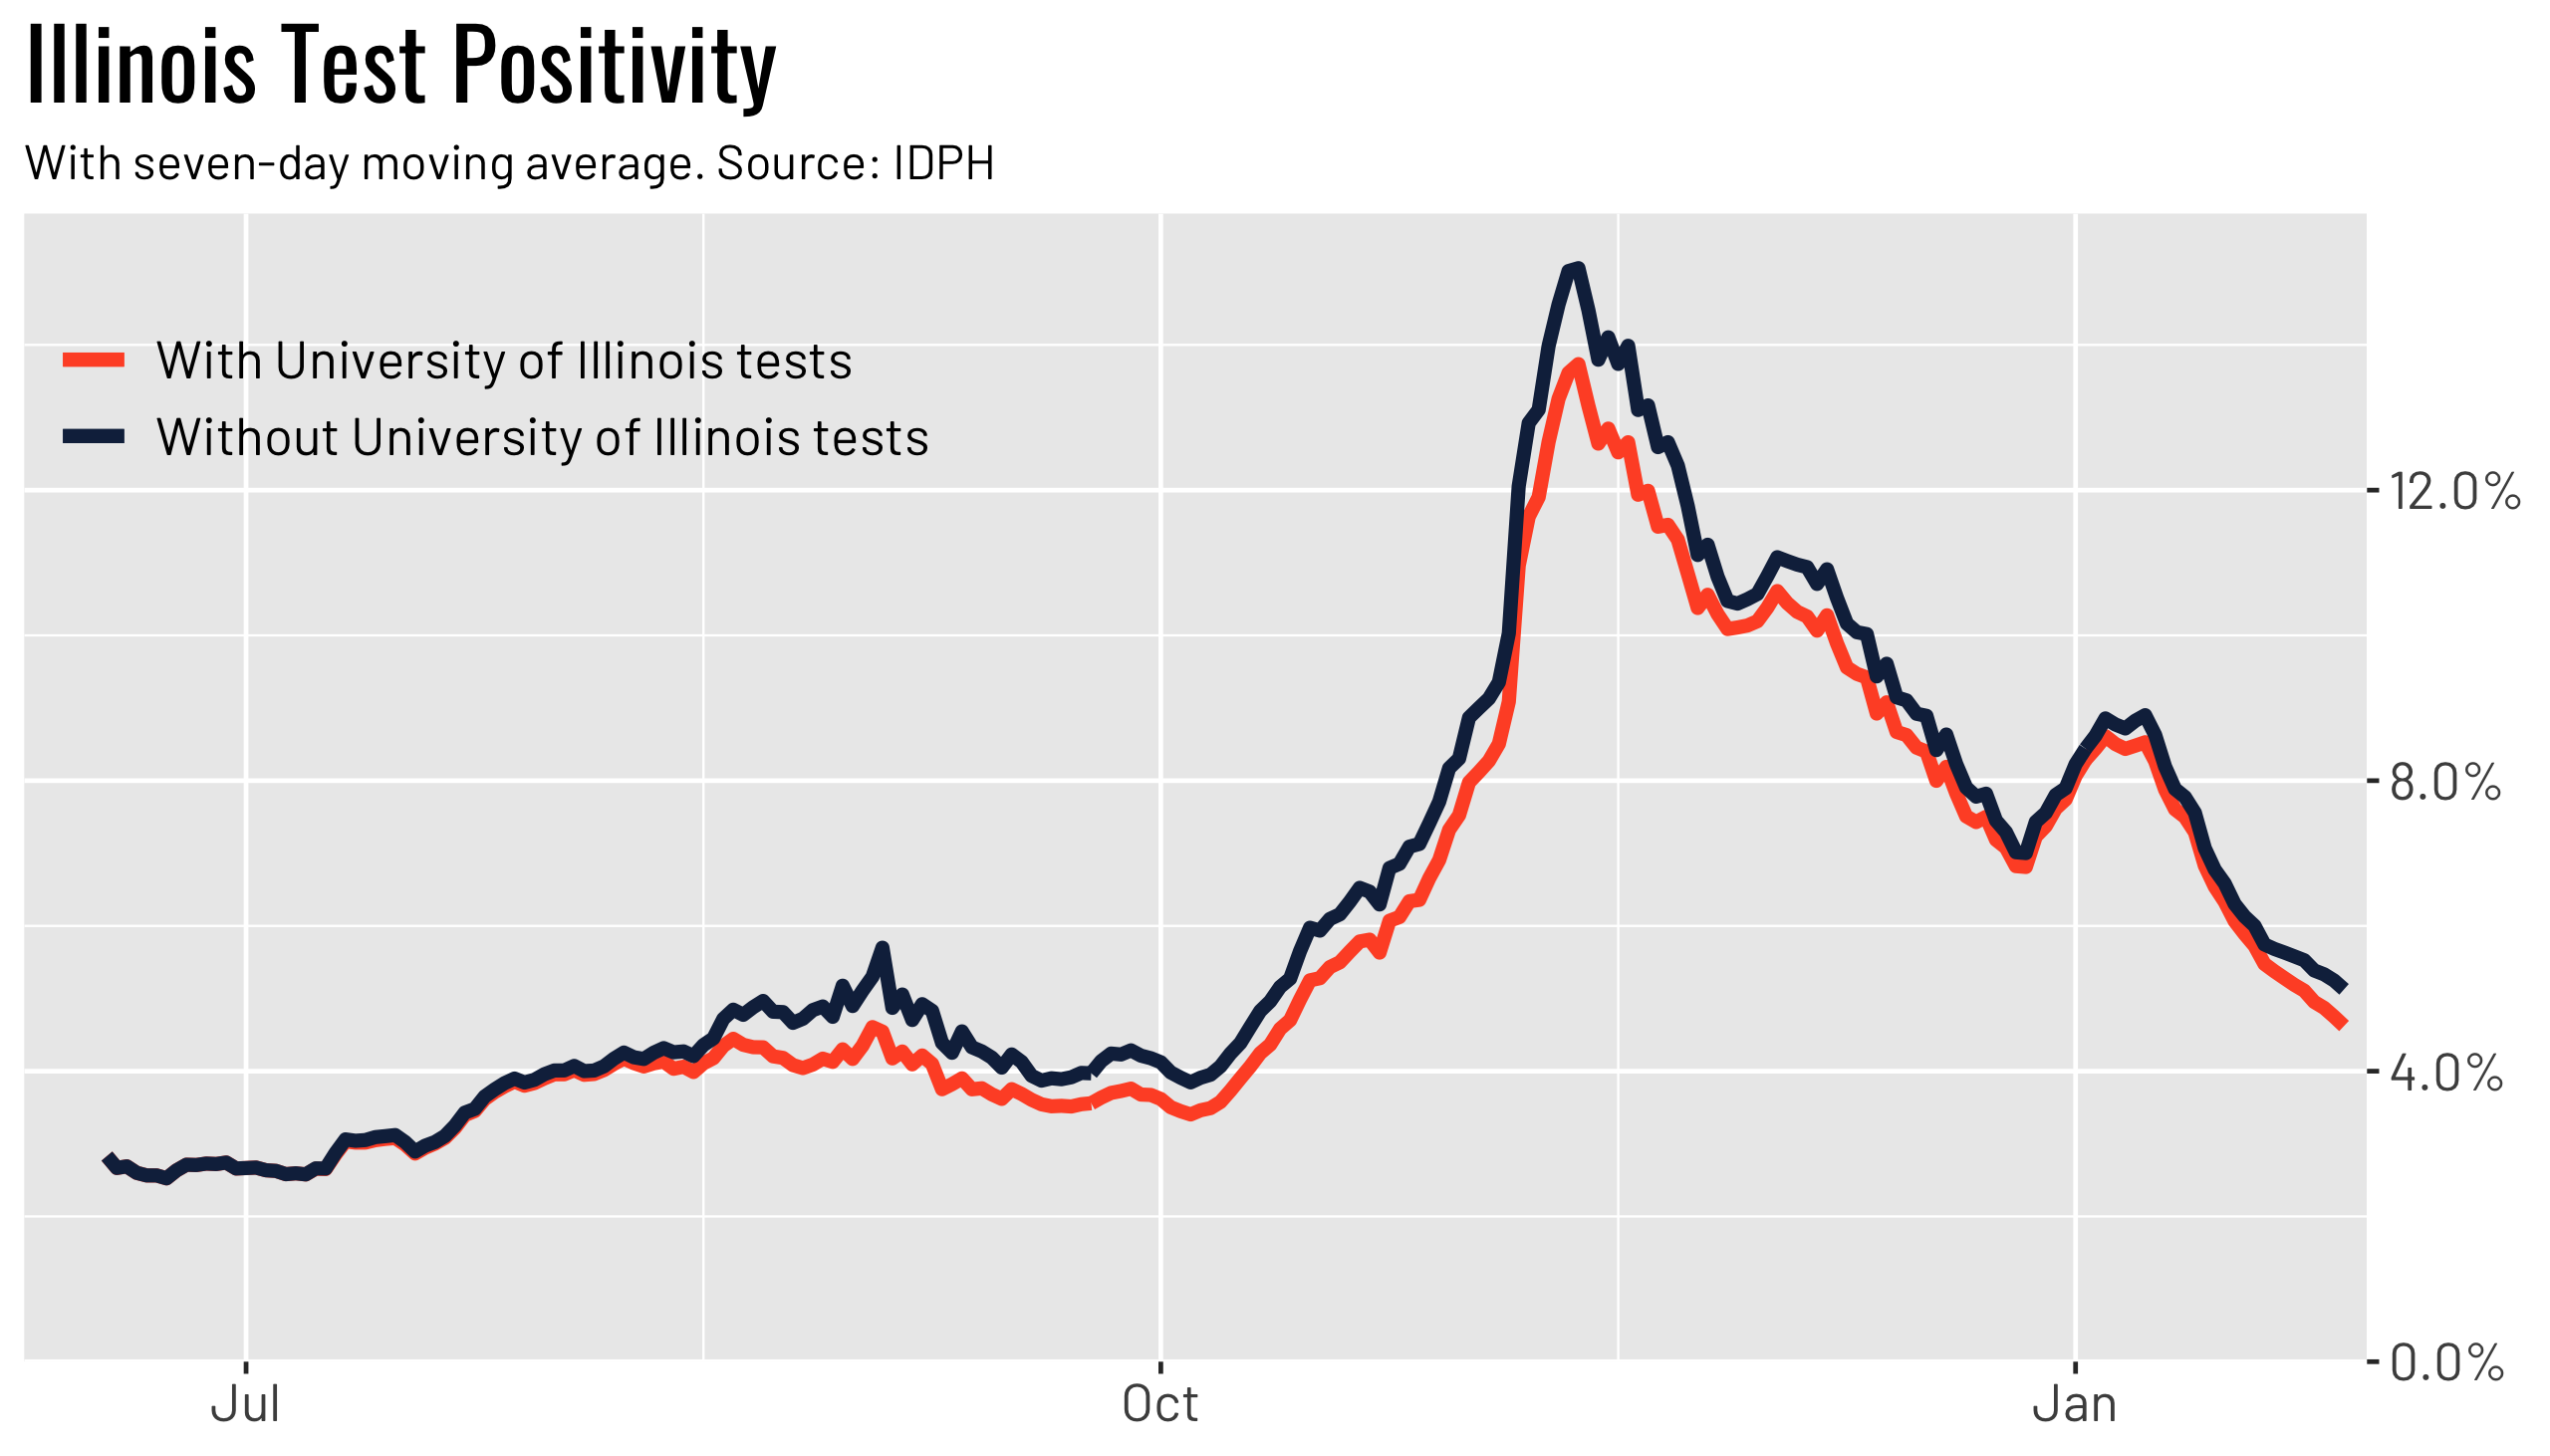 Illinois Test Positivity
With seven-day moving average. Source: IDPH
With University of Illinois tests
Without University of Illinois tests
12.0%
8.0%
4.0%
0.0%
Jul Oct Jan